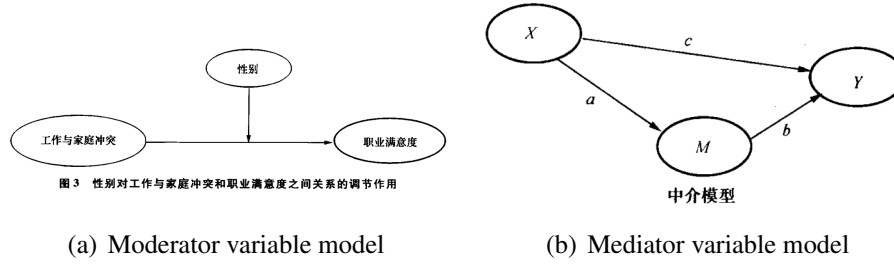 性别
工作与家庭冲突
职业满意度
图 3 性别对工作与家庭冲突和职业满意度之间关系的调节作用
(a) Moderator variable model
X
c
Y
a
b
M
中介模型
(b) Mediator variable model